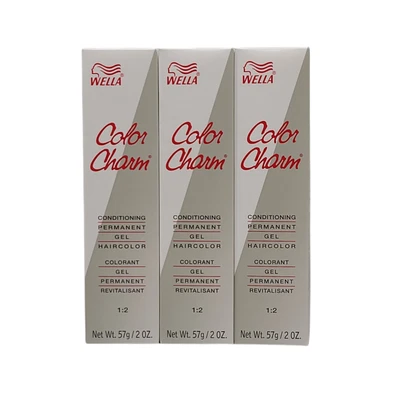 WELLA WELLA WELLA
Color Color Color
Charm® Charm® Charm®
CONDITIONING CONDITIONING CONDITIONING
PERMANENT PERMANENT PERMANENT
GEL GEL GEL
HAIRCOLOR HAIRCOLOR HAIRCOLOR
COLORANT COLORANT COLORANT
GEL GEL GEL
PERMANENT PERMANENT PERMANENT
REVITALISANT REVITALISANT REVITALISANT
1:2 1:2 1:2
Net Wt. 57g/2 OZ. Net Wt. 57g/2 OZ. Net Wt. 57g/2 OZ.